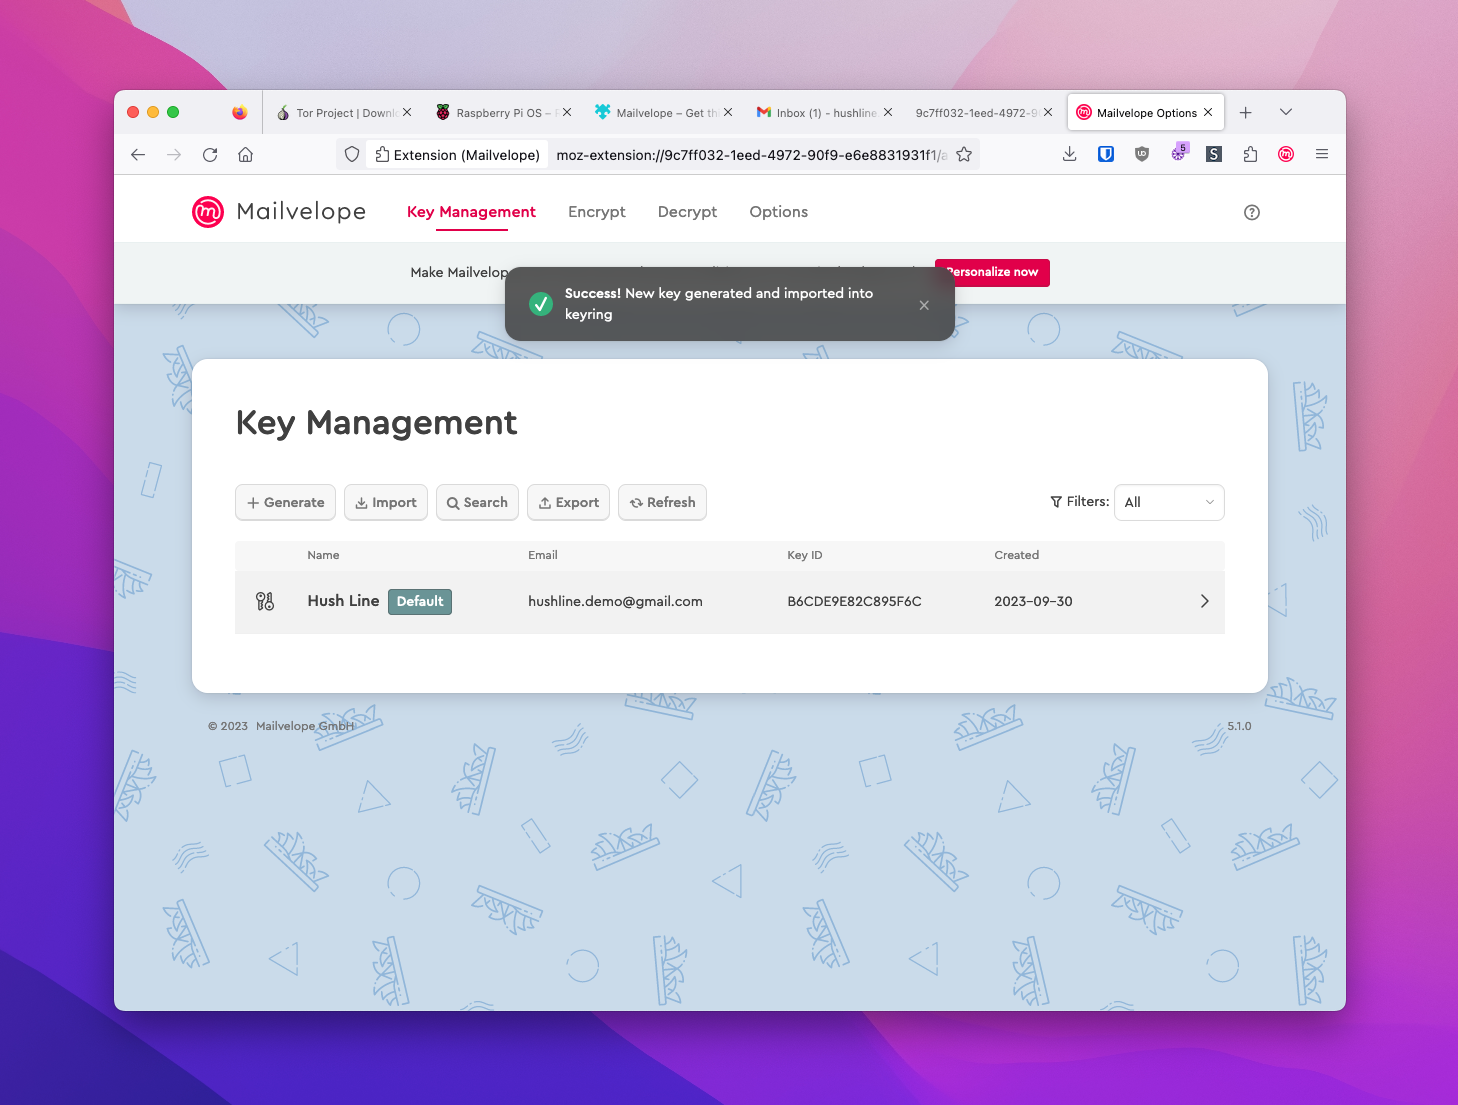 Tor Project | Downl
Raspberry Pi OS –
Mailvelope – Get th
Inbox (1) - hushline.
9c7ff032-1eed-4972-9
Mailvelope Options
Extension (Mailvelope)
moz-extension://9c7ff032-1eed-4972-90f9-e6e8831931f1/a
5
S
Mailvelope
Key Management
Encrypt
Decrypt
Options
Make Mailvelop
Personalize now
Success! New key generated and imported into
keyring
Key Management
Generate
Import
Search
Export
Refresh
Filters:
All
Name
Email
Key ID
Created
Hush Line
Default
hushline.demo@gmail.com
B6CDE9E82C895F6C
2023-09-30
© 2023 Mailvelope GmbH
5.1.0